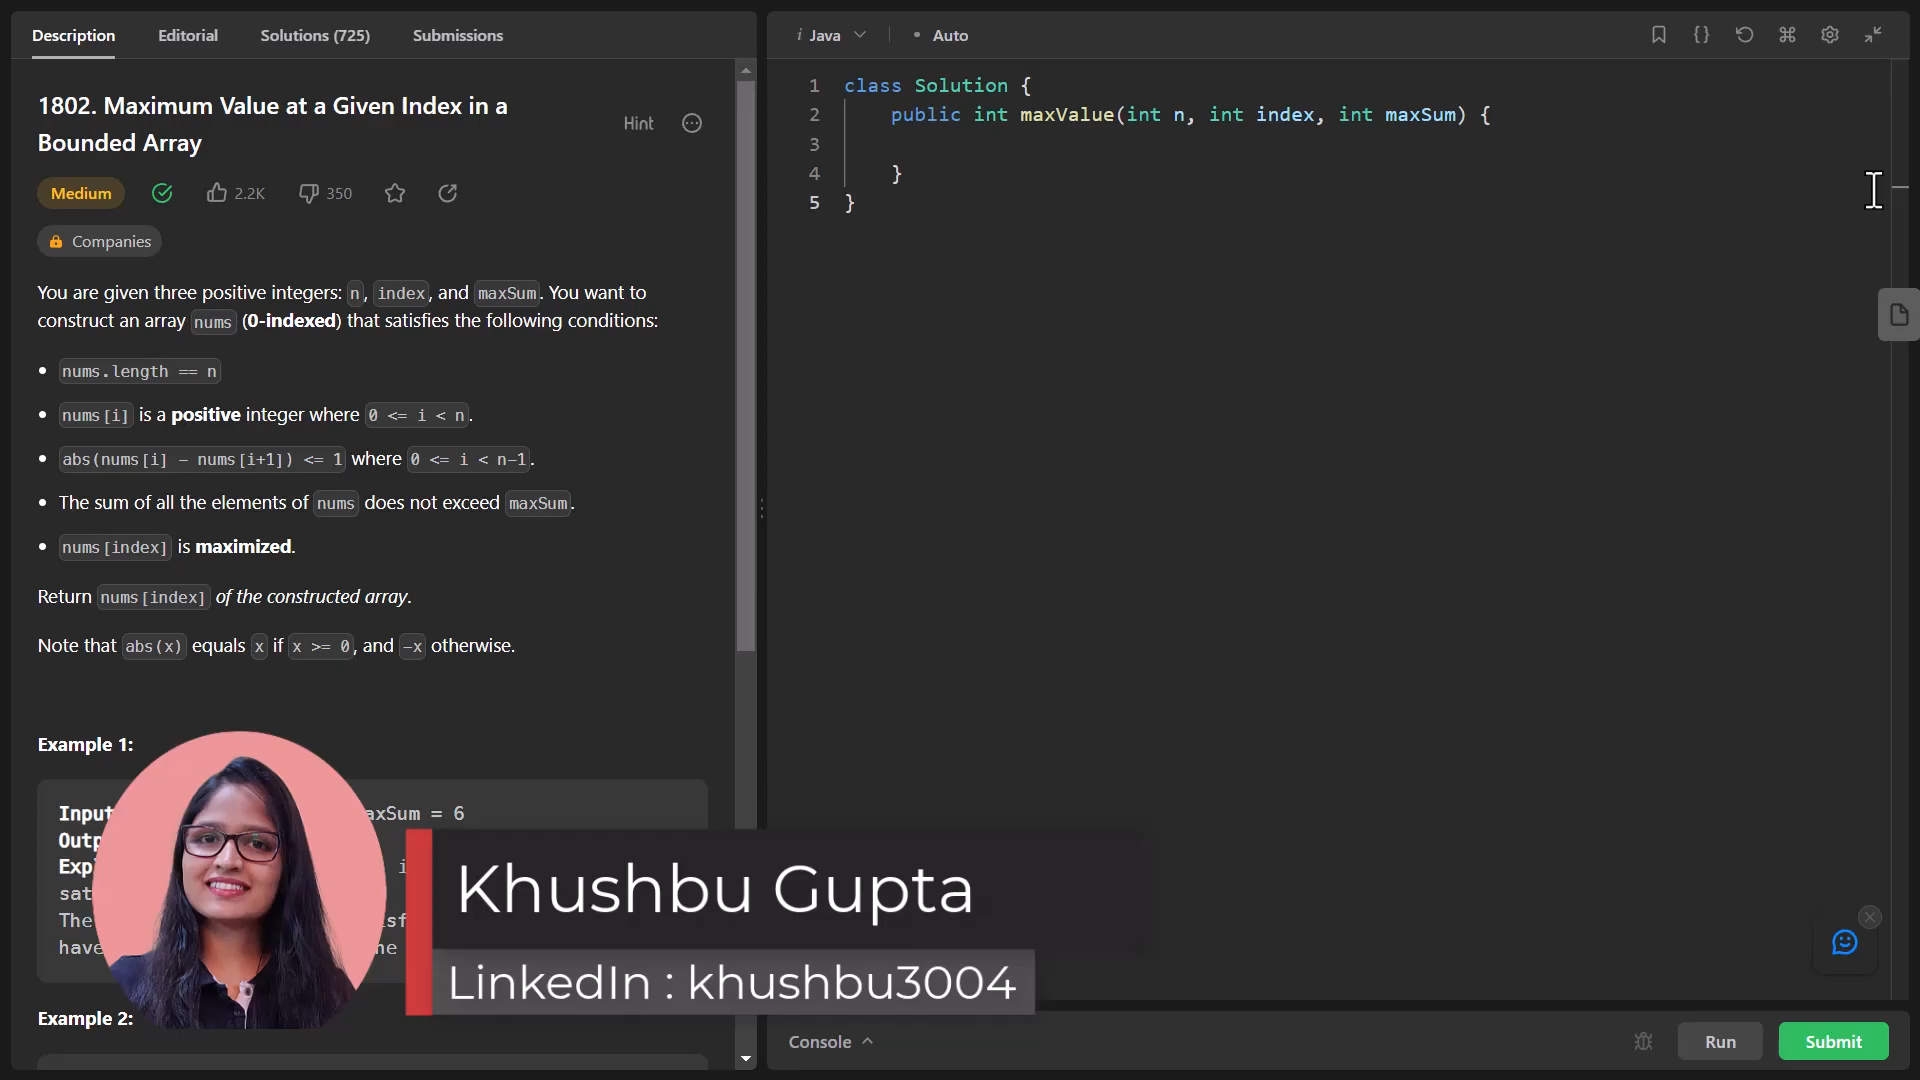 Description Editorial Solutions (725) Submissions
1802. Maximum Value at a Given Index in a
Bounded Array
Hint
Medium 2.2K 350
Companies
You are given three positive integers: n, index, and maxSum. You want to
construct an array nums (0-indexed) that satisfies the following conditions:
• nums.length == n
• nums[i] is a positive integer where 0 <= i < n.
• abs(nums[i] - nums[i+1]) <= 1 where 0 <= i < n-1.
• The sum of all the elements of nums does not exceed maxSum.
• nums[index] is maximized.
Return nums[index] of the constructed array.
Note that abs(x) equals x if x >= 0, and -x otherwise.
Example 1:
= 6
The
have
Example 2:
Khushbu Gupta
LinkedIn : khushbu3004
i Java • Auto
1 class Solution {
2 public int maxValue(int n, int index, int maxSum) {
3
4 }
5 }
Console Run Submit